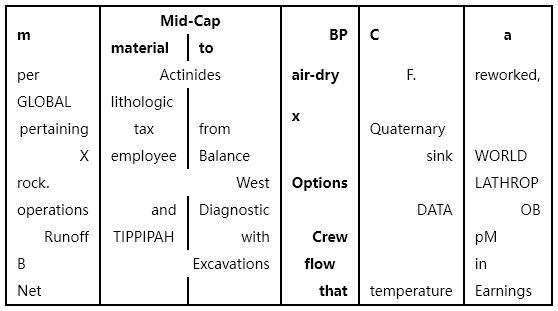 m Mid-Cap BP C a
material to
per Actinides air-dry F. reworked,
GLOBAL lithologic x
pertaining tax from Quaternary
X employee Balance sink WORLD
rock. West Options LATHROP
operations and Diagnostic DATA OB
Runoff TIPPIPAH with Crew pM
B Excavations flow in
Net that temperature Earnings